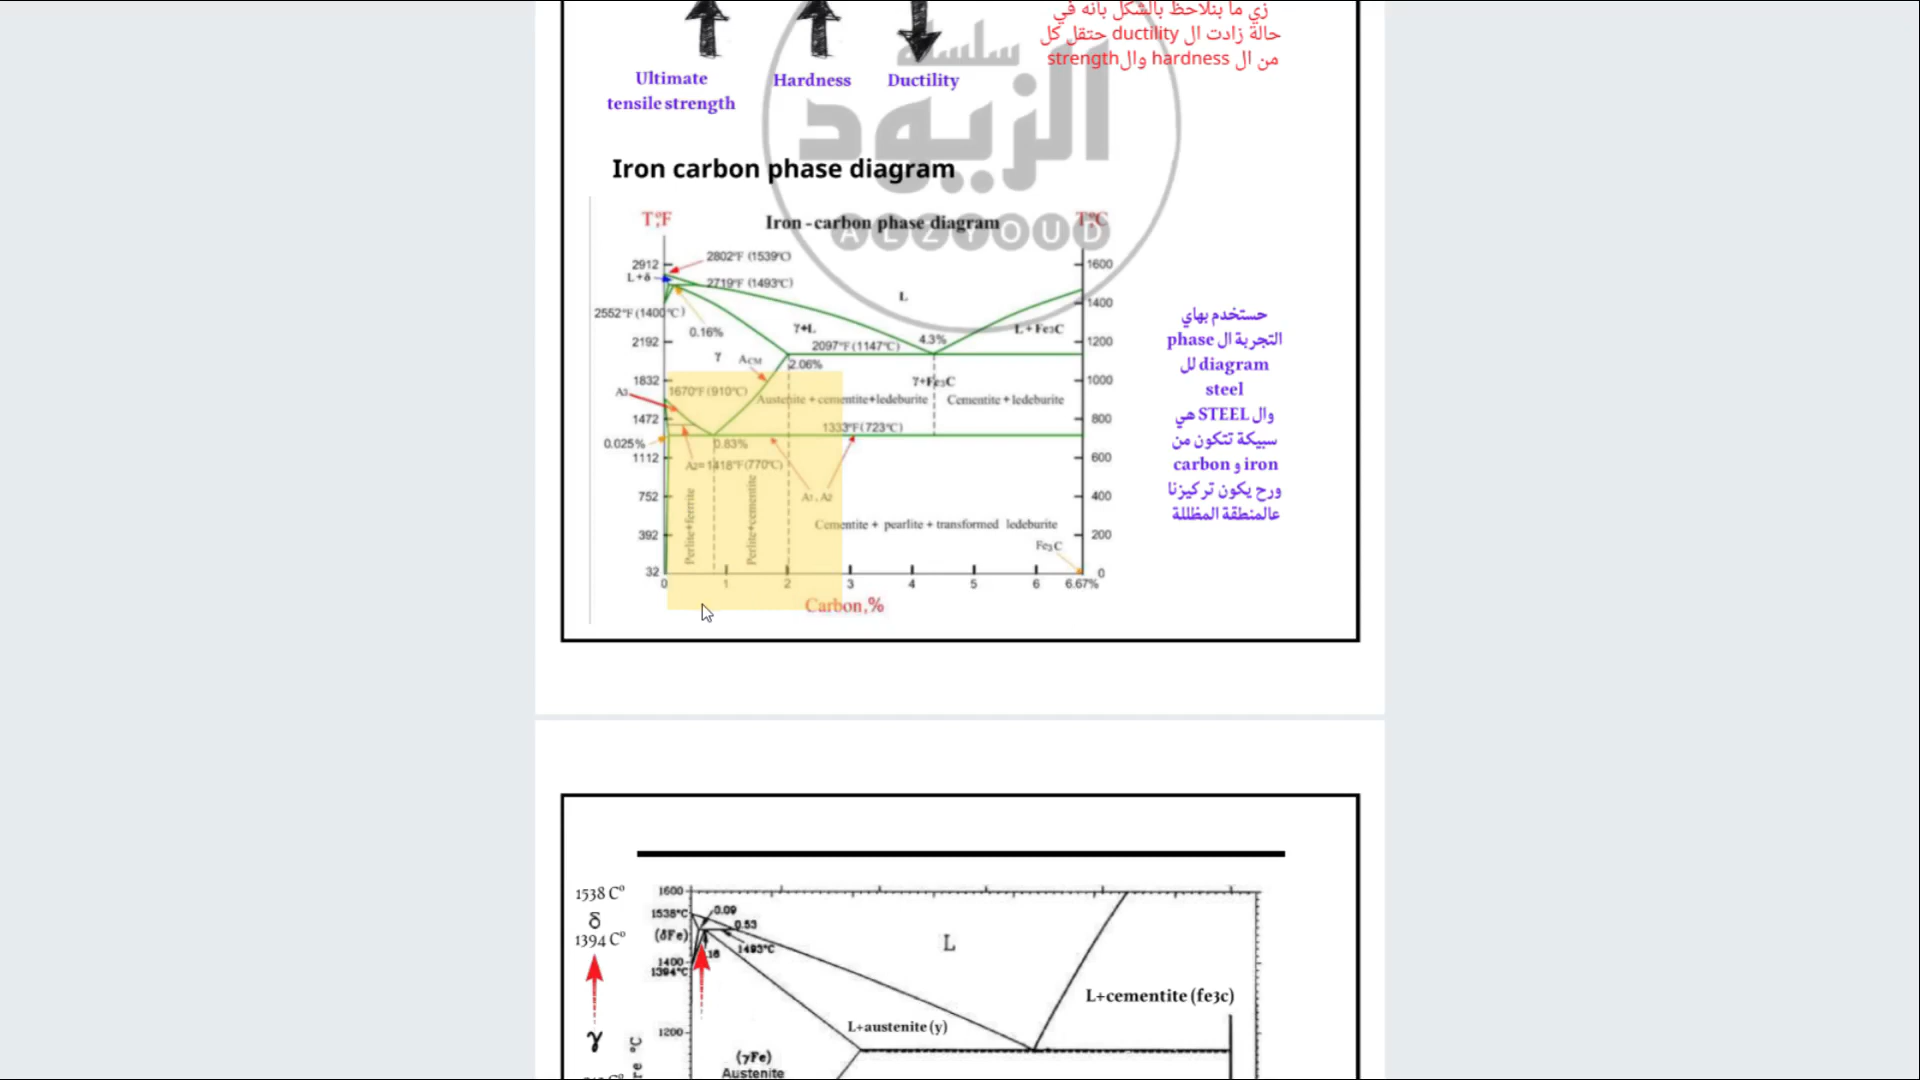 زي ما بنلاحظ بالشكل بأنه في
حالة زادت ال ductility حتقل كل
من ال hardness والstrength
Ultimate
tensile strength
Hardness
Ductility
سلسلة
الزيود
ALZYOUD
Iron carbon phase diagram
T,°F
Iron-carbon phase diagram
T,°C
2802°F (1539°C)
2912
1600
L+δ
2719°F (1493°C)
L
1400
2552°F (1400°C)
0.16%
γ+L
L+Fe3C
4.3%
2192
2097°F (1147°C)
1200
γ
ACM
2.06%
1832
γ+Fe3C
1000
A3
1670°F (910°C)
Austenite + cementite+ledeburite
Cementite + ledeburite
1472
800
1333°F (723°C)
0.025%
0.83%
1112
A2=1418°F (770°C)
600
752
A1,A2
400
Perlite+ferrite
Perlite+cementite
Cementite + pearlite + transformed ledeburite
392
200
Fe3C
32
0
0 1 2 3 4 5 6 6.67%
Carbon,%
حستخدم بهاي
التجربة ال phase
diagram لل
steel
وال STEEL هي
سبيكة تتكون من
iron و carbon
ورح يكون تركيزنا
عالمنطقة المظللة
1538 C°
δ
1394 C°
γ
1600
1538°C
(δFe)
1400
1394°C
1200
0.09
0.53
1493°C
L
L+cementite (fe3c)
L+austenite (y)
(γFe)
Austenite